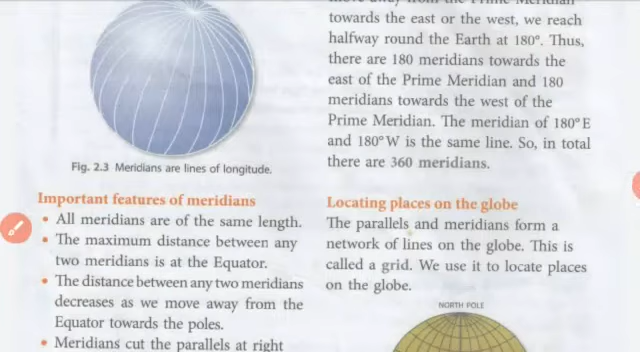 move away from the Prime Meridian
towards the east or the west, we reach
halfway round the Earth at 180°. Thus,
there are 180 meridians towards the
east of the Prime Meridian and 180
meridians towards the west of the
Prime Meridian. The meridian of 180°E
and 180°W is the same line. So, in total
there are 360 meridians.
Fig. 2.3 Meridians are lines of longitude.
Important features of meridians
• All meridians are of the same length.
• The maximum distance between any
two meridians is at the Equator.
• The distance between any two meridians
decreases as we move away from the
Equator towards the poles.
• Meridians cut the parallels at right
Locating places on the globe
The parallels and meridians form a
network of lines on the globe. This is
called a grid. We use it to locate places
on the globe.
NORTH POLE